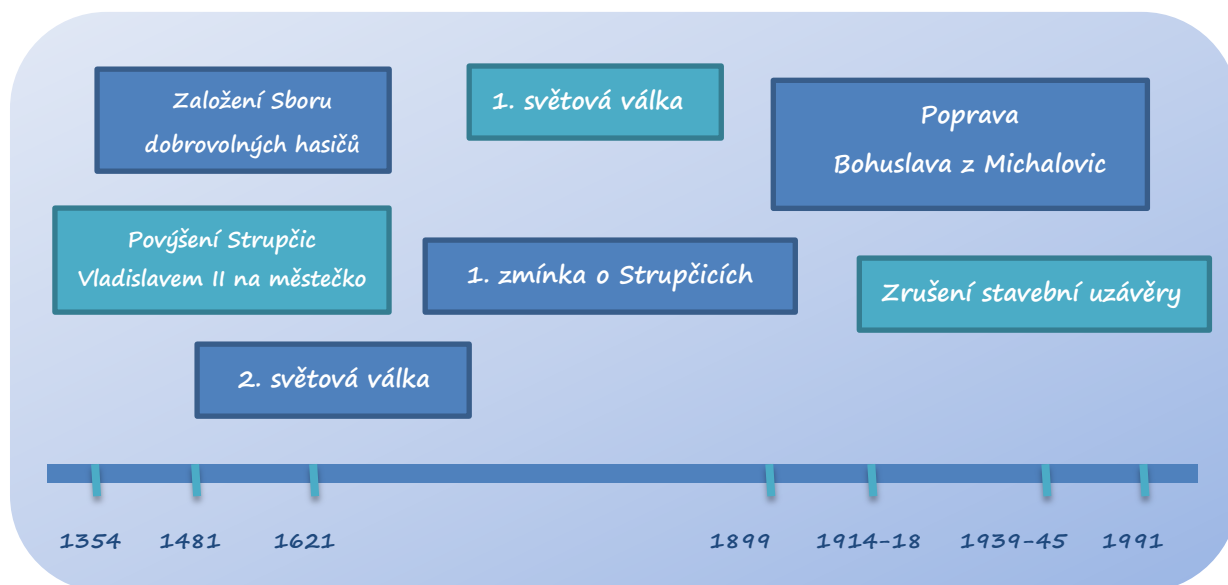 Založení Sboru
dobrovolných hasičů
1. světová válka
Poprava
Bohuslava z Michalovic
Povýšení Strupčic
Vladislavem II na městečko
1. zmínka o Strupčicích
Zrušení stavební uzávěry
2. světová válka
1354 1481 1621 1899 1914-18 1939-45 1991